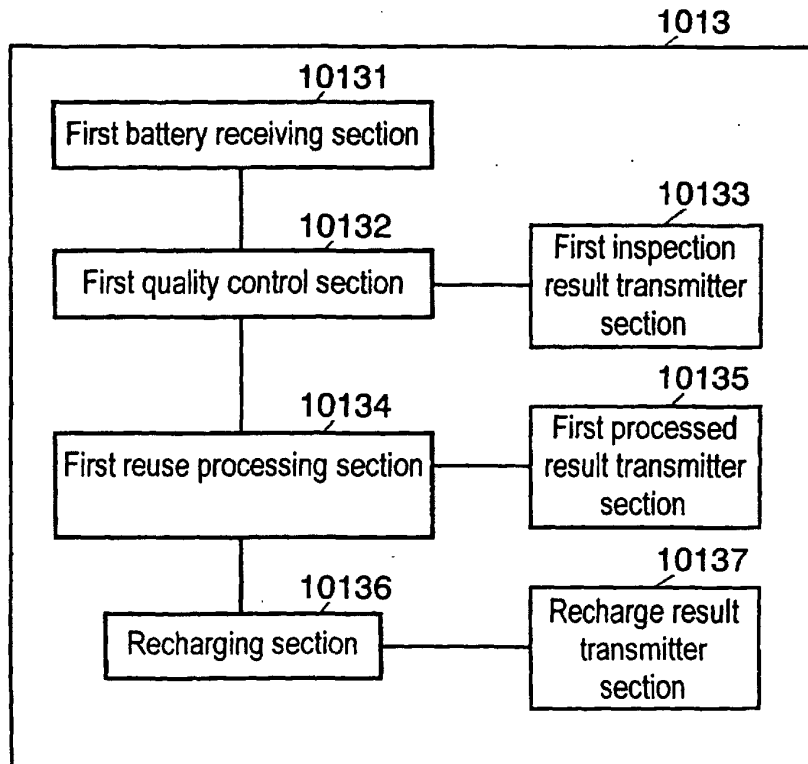 1013
10131
First battery receiving section
10132
First quality control section
10133
First inspection
result transmitter
section
10134
First reuse processing section
10135
First processed
result transmitter
section
10136
Recharging section
10137
Recharge result
transmitter
section